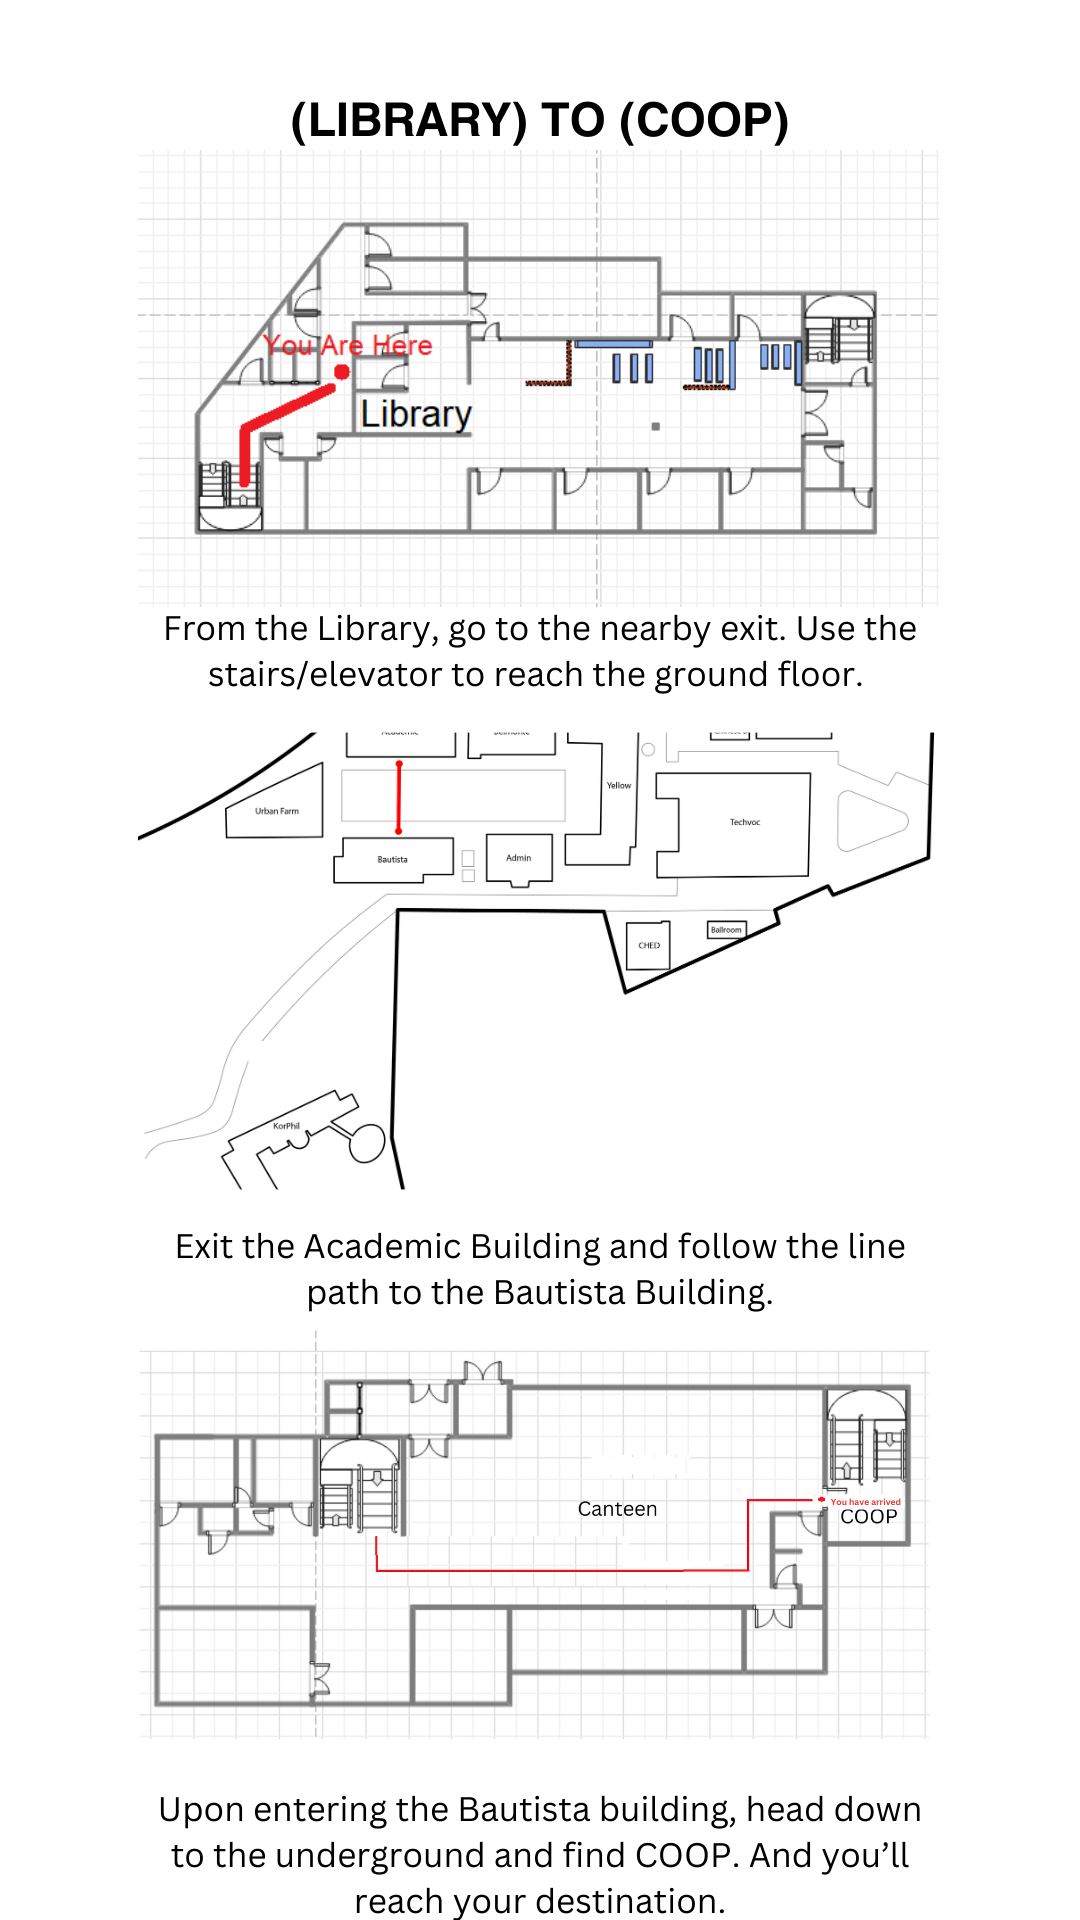 (LIBRARY) TO (COOP)
You Are Here
Library
From the Library, go to the nearby exit. Use the
stairs/elevator to reach the ground floor.
Academic
Belmonte
Yellow
Urban Farm
Techvoc
Bautista
Admin
CHED
Ballroom
KorPhil
Exit the Academic Building and follow the line
path to the Bautista Building.
Canteen
You have arrived
COOP
Upon entering the Bautista building, head down
to the underground and find COOP. And you’ll
reach your destination.